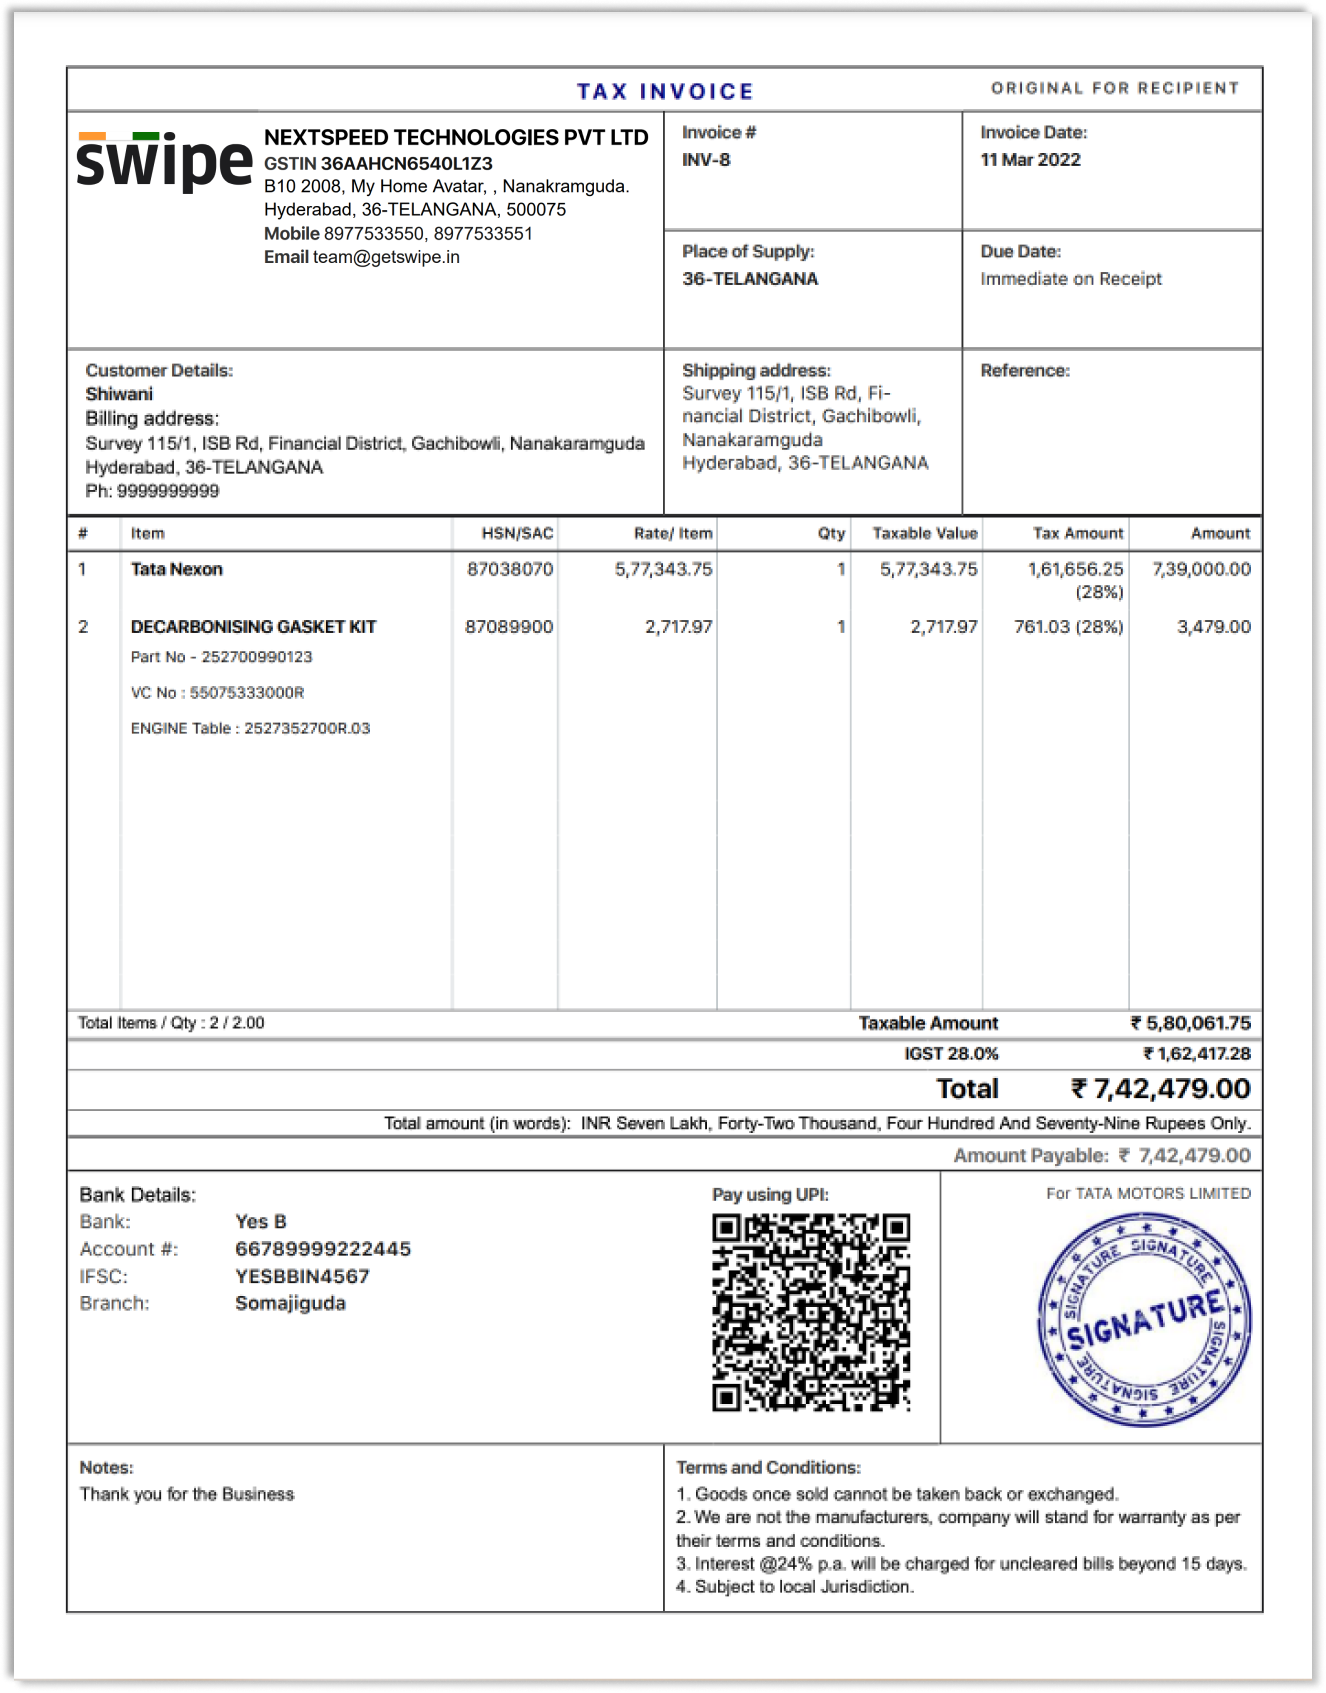 TAX INVOICE
ORIGINAL FOR RECIPIENT
swipe
NEXTSPEED TECHNOLOGIES PVT LTD
GSTIN 36AAHCN6540L1Z3
B10 2008, My Home Avatar, , Nanakramguda.
Hyderabad, 36-TELANGANA, 500075
Mobile 8977533550, 8977533551
Email team@getswipe.in
Invoice #
INV-8
Invoice Date:
11 Mar 2022
Place of Supply:
36-TELANGANA
Due Date:
Immediate on Receipt
Customer Details:
Shiwani
Billing address:
Survey 115/1, ISB Rd, Financial District, Gachibowli, Nanakaramguda
Hyderabad, 36-TELANGANA
Ph: 9999999999
Shipping address:
Survey 115/1, ISB Rd, Fi-
nancial District, Gachibowli,
Nanakaramguda
Hyderabad, 36-TELANGANA
Reference:
# Item HSN/SAC Rate/ Item Qty Taxable Value Tax Amount Amount
1 Tata Nexon 87038070 5,77,343.75 1 5,77,343.75 1,61,656.25 7,39,000.00
(28%)
2 DECARBONISING GASKET KIT 87089900 2,717.97 1 2,717.97 761.03 (28%) 3,479.00
Part No - 252700990123
VC No : 55075333000R
ENGINE Table : 2527352700R.03
Total Items / Qty : 2 / 2.00 Taxable Amount ₹ 5,80,061.75
IGST 28.0% ₹ 1,62,417.28
Total ₹ 7,42,479.00
Total amount (in words): INR Seven Lakh, Forty-Two Thousand, Four Hundred And Seventy-Nine Rupees Only.
Amount Payable: ₹ 7,42,479.00
Bank Details:
Bank: Yes B
Account #: 66789999222445
IFSC: YESBBIN4567
Branch: Somajiguda
Pay using UPI:
For TATA MOTORS LIMITED
SIGNATURE SIGNATURE
SIGNATURE
SIGNATURE SIGNATURE SIGNATURE
Notes:
Thank you for the Business
Terms and Conditions:
1. Goods once sold cannot be taken back or exchanged.
2. We are not the manufacturers, company will stand for warranty as per
their terms and conditions.
3. Interest @24% p.a. will be charged for uncleared bills beyond 15 days.
4. Subject to local Jurisdiction.